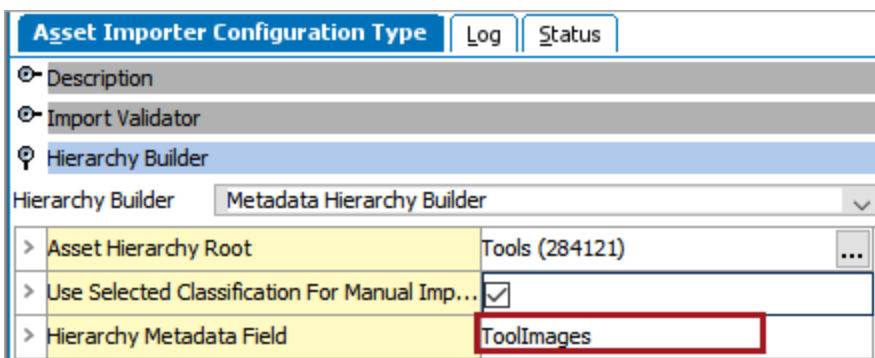 Asset Importer Configuration Type Log Status
Description
Import Validator
Hierarchy Builder
Hierarchy Builder Metadata Hierarchy Builder
> Asset Hierarchy Root Tools (284121) ...
> Use Selected Classification For Manual Imp...
> Hierarchy Metadata Field ToolImages